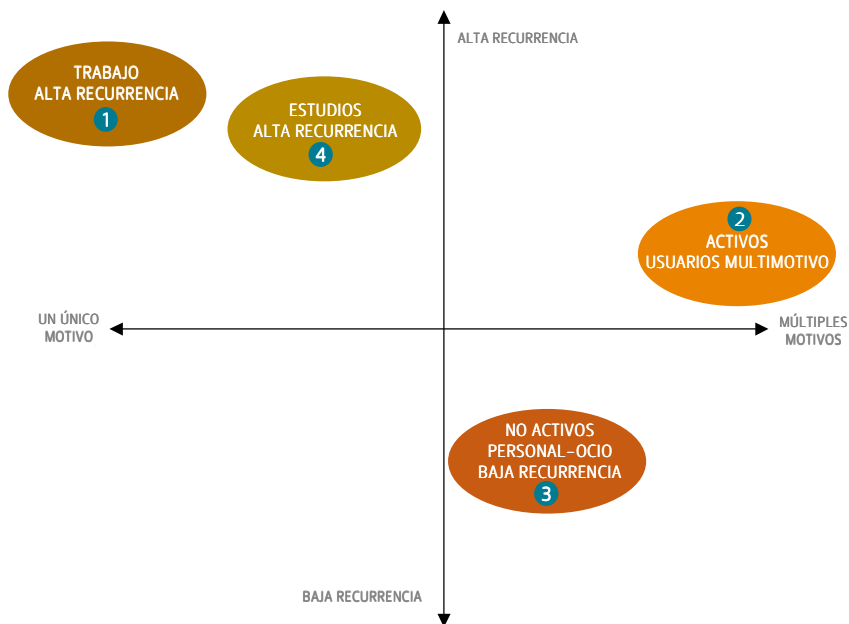 ALTA RECURRENCIA
TRABAJO
ALTA RECURRENCIA
1
ESTUDIOS
ALTA RECURRENCIA
4
2
ACTIVOS
USUARIOS MULTIMOTIVO
UN ÚNICO
MOTIVO
MÚLTIPLES
MOTIVOS
NO ACTIVOS
PERSONAL-OCIO
BAJA RECURRENCIA
3
BAJA RECURRENCIA